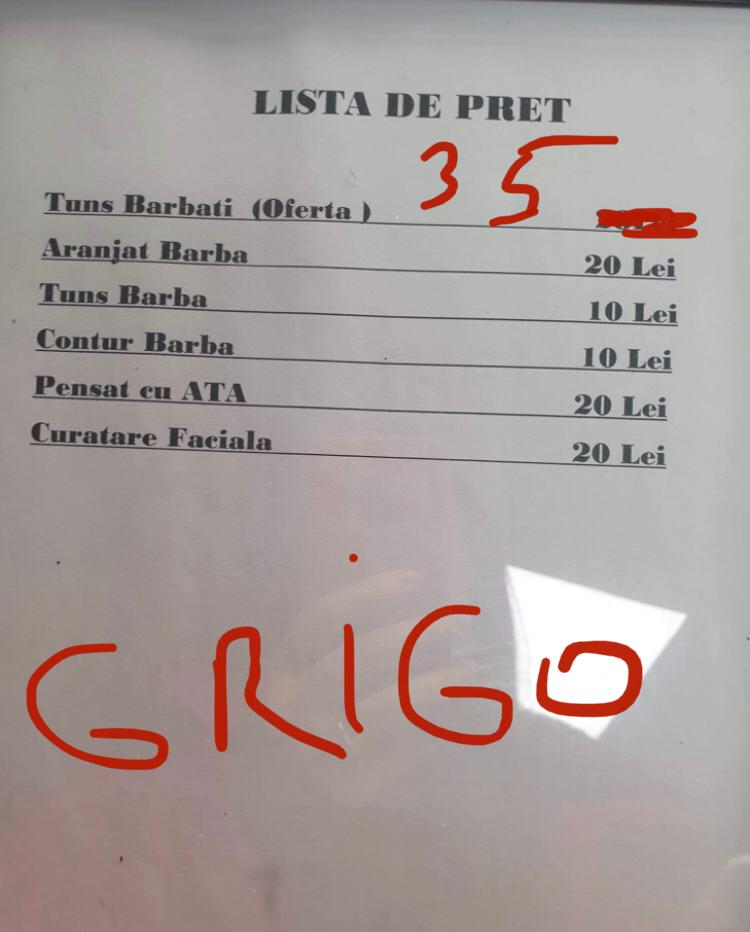 LISTA DE PRET
Tuns Barbati (Oferta ) 35
Aranjat Barba 20 Lei
Tuns Barba 10 Lei
Contur Barba 10 Lei
Pensat cu ATA 20 Lei
Curatare Faciala 20 Lei
GRIGO